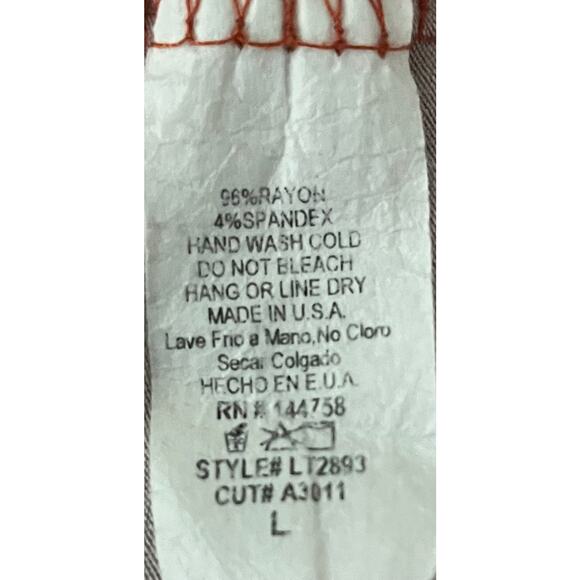 96%RAYON
4%SPANDEX
HAND WASH COLD
DO NOT BLEACH
HANG OR LINE DRY
MADE IN U.S.A.
Lave Frio a Mano,No Cloro
Secar Colgado
HECHO EN E.U.A.
RN # 144758
STYLE# LT2893
CUT# A3011
L